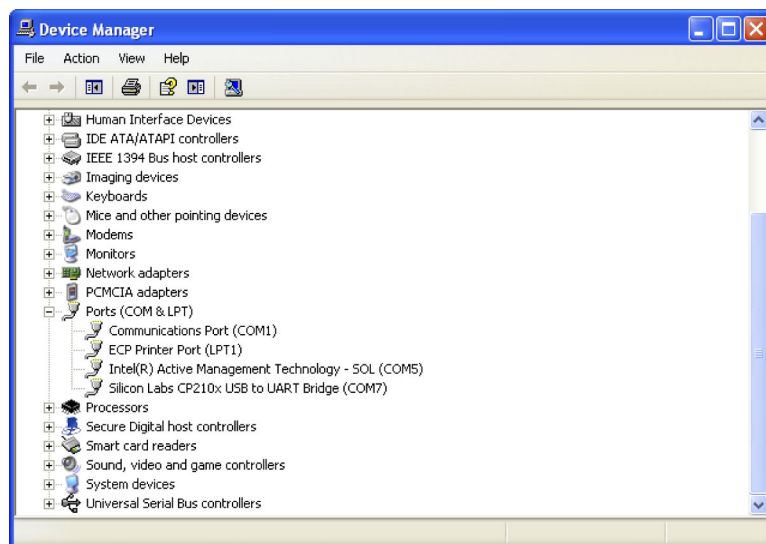 Device Manager
File Action View Help
Human Interface Devices
IDE ATA/ATAPI controllers
IEEE 1394 Bus host controllers
Imaging devices
Keyboards
Mice and other pointing devices
Modems
Monitors
Network adapters
PCMCIA adapters
Ports (COM & LPT)
Communications Port (COM1)
ECP Printer Port (LPT1)
Intel(R) Active Management Technology - SOL (COM5)
Silicon Labs CP210x USB to UART Bridge (COM7)
Processors
Secure Digital host controllers
Smart card readers
Sound, video and game controllers
System devices
Universal Serial Bus controllers